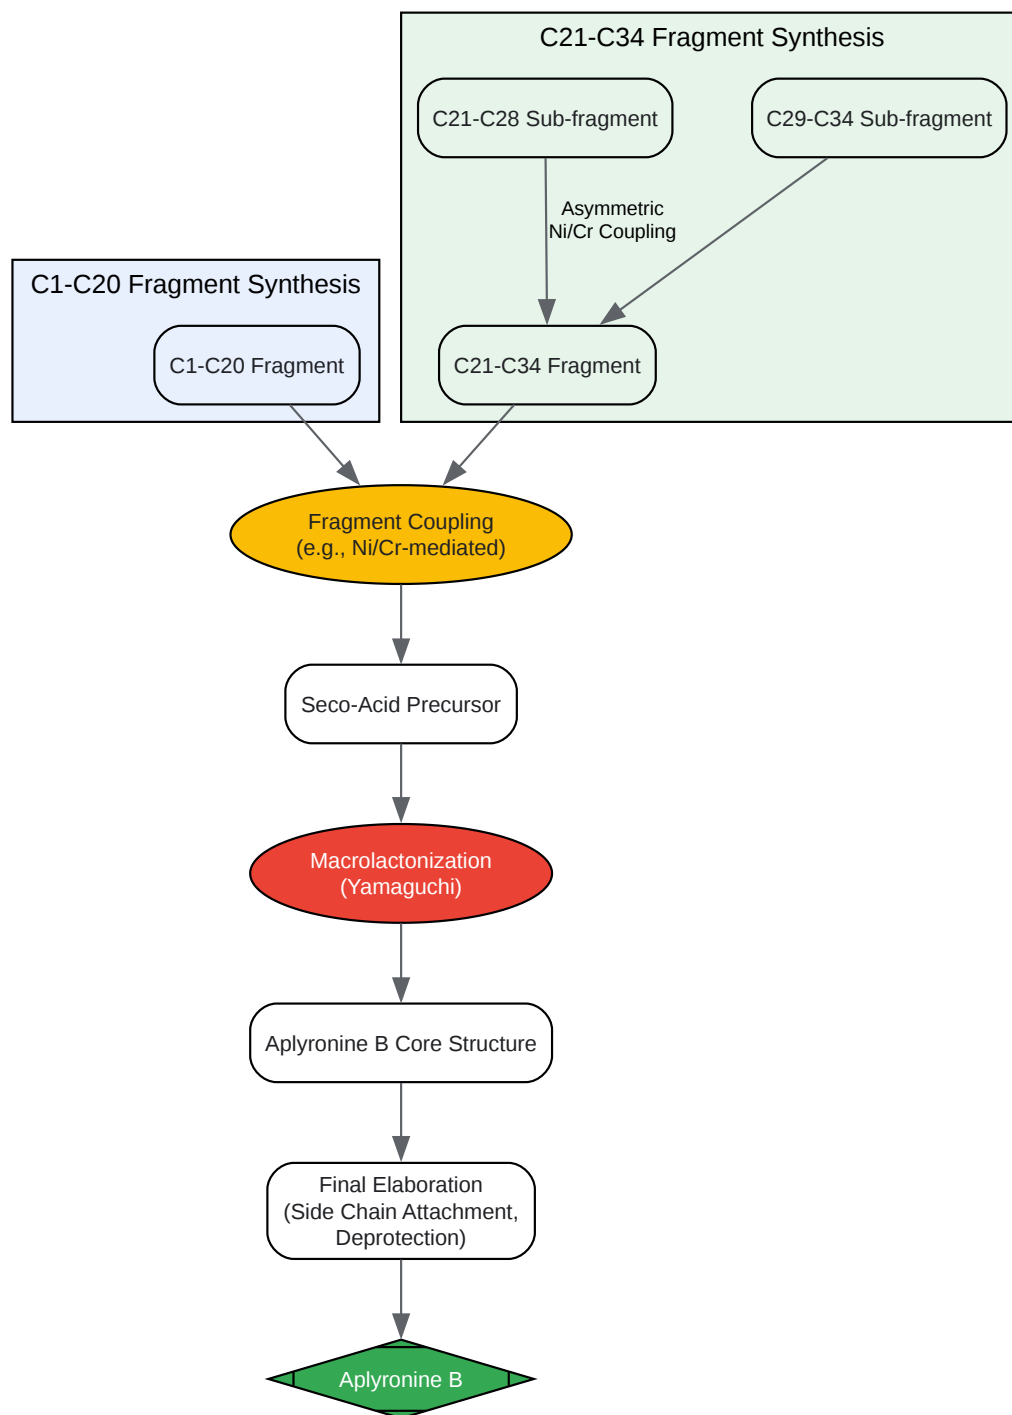 C21-C34 Fragment Synthesis
C21-C28 Sub-fragment
C29-C34 Sub-fragment
Asymmetric
Ni/Cr Coupling
C1-C20 Fragment Synthesis
C1-C20 Fragment
C21-C34 Fragment
Fragment Coupling
(e.g., Ni/Cr-mediated)
Seco-Acid Precursor
Macrolactonization
(Yamaguchi)
Aplyronine B Core Structure
Final Elaboration
(Side Chain Attachment,
Deprotection)
Aplyronine B